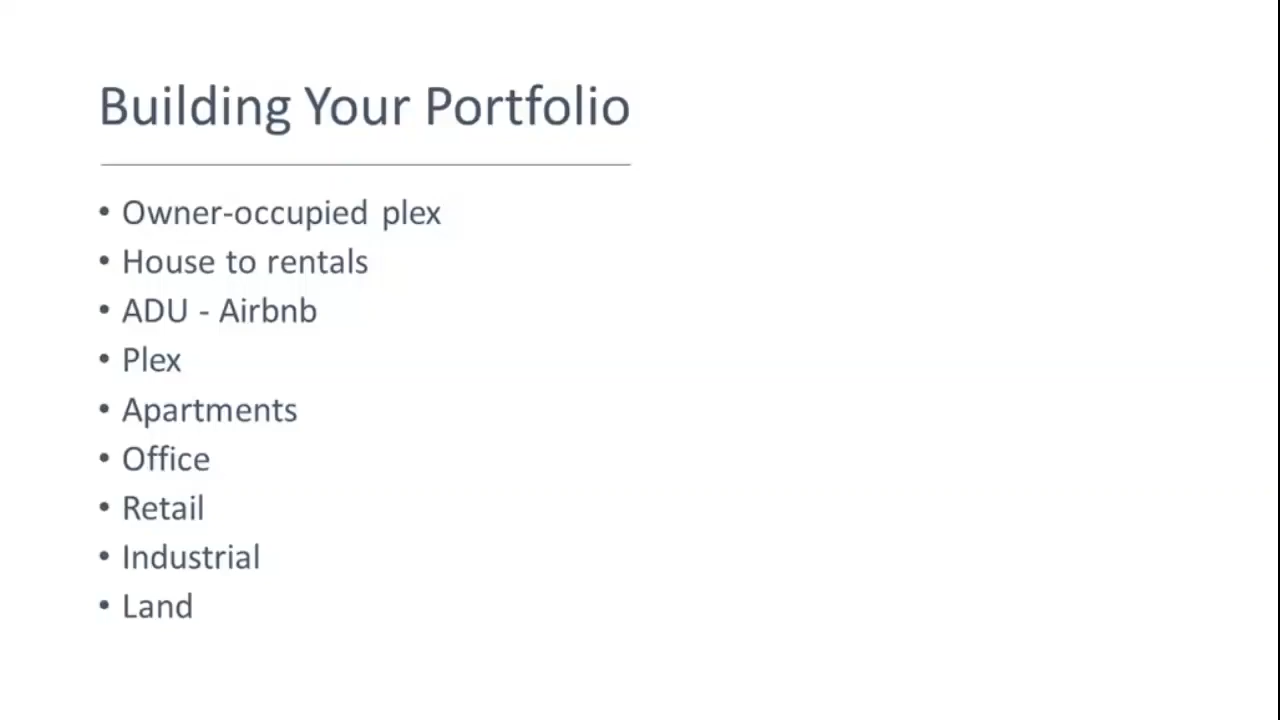 Building Your Portfolio
• Owner-occupied plex
• House to rentals
• ADU - Airbnb
• Plex
• Apartments
• Office
• Retail
• Industrial
• Land